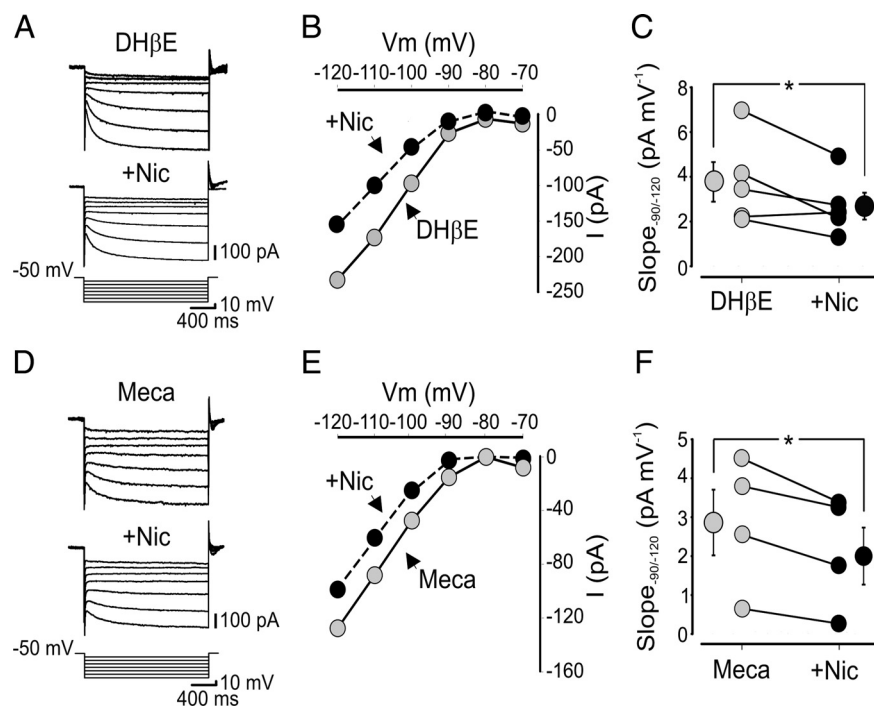 A
DHβE
+Nic
100 pA
-50 mV
10 mV
400 ms
B
Vm (mV)
-120 -110 -100 -90 -80 -70
+Nic
DHβE
0
-50
-100
-150
-200
-250
I (pA)
C
*
8
6
4
2
0
Slope-90/-120 (pA mV-1)
DHβE +Nic
D
Meca
+Nic
100 pA
-50 mV
10 mV
400 ms
E
Vm (mV)
-120 -110 -100 -90 -80 -70
+Nic
Meca
0
-40
-80
-120
-160
I (pA)
F
*
5
4
3
2
1
0
Slope-90/-120 (pA mV-1)
Meca +Nic